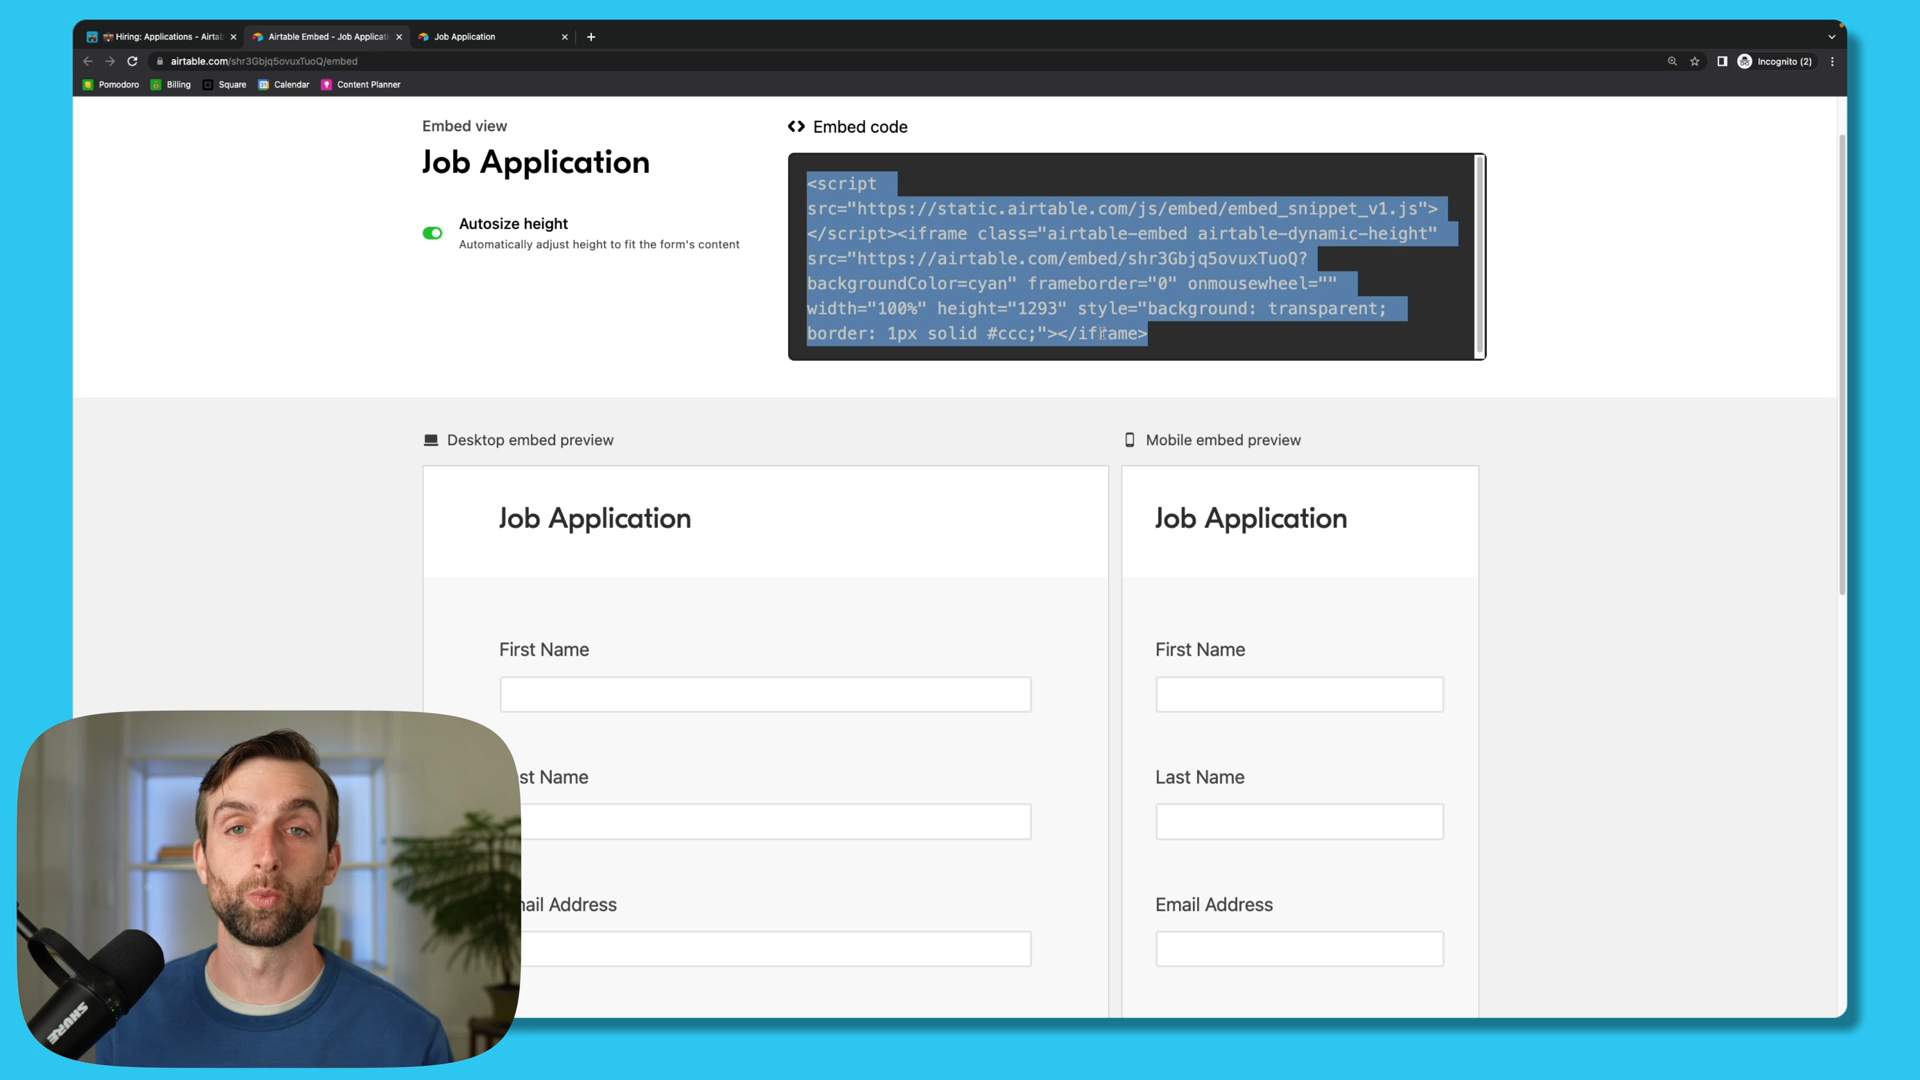 Hiring: Applications - Airtab
Airtable Embed - Job Applicati
Job Application
airtable.com/shr3Gbjq5ovuxTuoQ/embed
Incognito (2)
Pomodoro
Billing
Square
Calendar
Content Planner
Embed view
Job Application
Autosize height
Automatically adjust height to fit the form's content
Embed code
<script
src="https://static.airtable.com/js/embed/embed_snippet_v1.js">
</script><iframe class="airtable-embed airtable-dynamic-height"
src="https://airtable.com/embed/shr3Gbjq5ovuxTuoQ?
backgroundColor=cyan" frameborder="0" onmousewheel=""
width="100%" height="1293" style="background: transparent;
border: 1px solid #ccc;"></iframe>
Desktop embed preview
Job Application
First Name
st Name
ail Address
Mobile embed preview
Job Application
First Name
Last Name
Email Address
SHURE